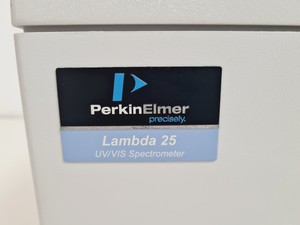 PerkinElmer
precisely.
Lambda 25
UV/VIS Spectrometer